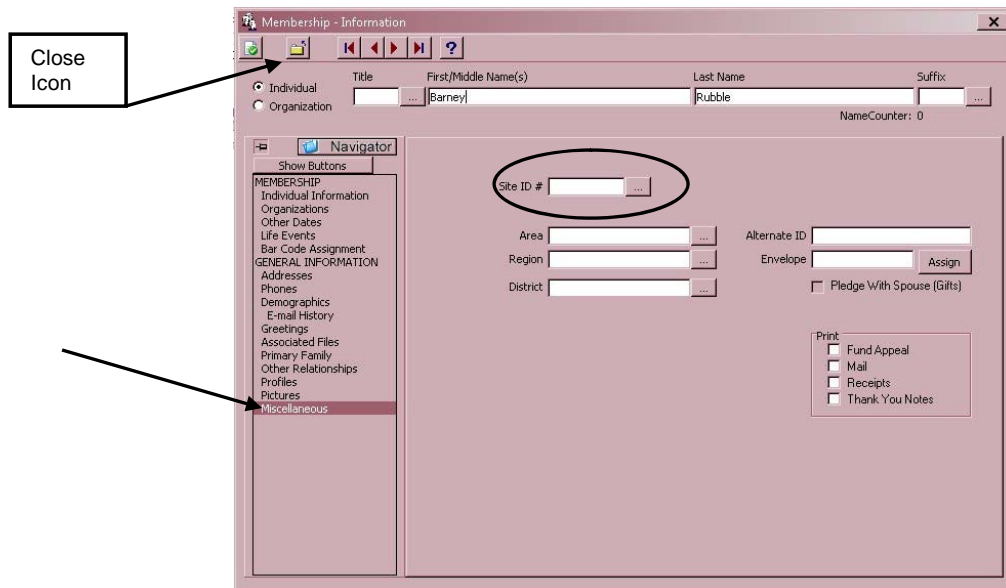 Close
Icon
Membership - Information
Title First/Middle Name(s) Last Name Suffix
Individual
Organization
... Barney Rubble ...
NameCounter: 0
Navigator
Show Buttons
MEMBERSHIP
Individual Information
Organizations
Other Dates
Life Events
Bar Code Assignment
GENERAL INFORMATION
Addresses
Phones
Demographics
E-mail History
Greetings
Associated Files
Primary Family
Other Relationships
Profiles
Pictures
Miscellaneous
Site ID # ...
Area ... Alternate ID
Region ... Envelope Assign
District ... Pledge With Spouse (Gifts)
Print
Fund Appeal
Mail
Receipts
Thank You Notes